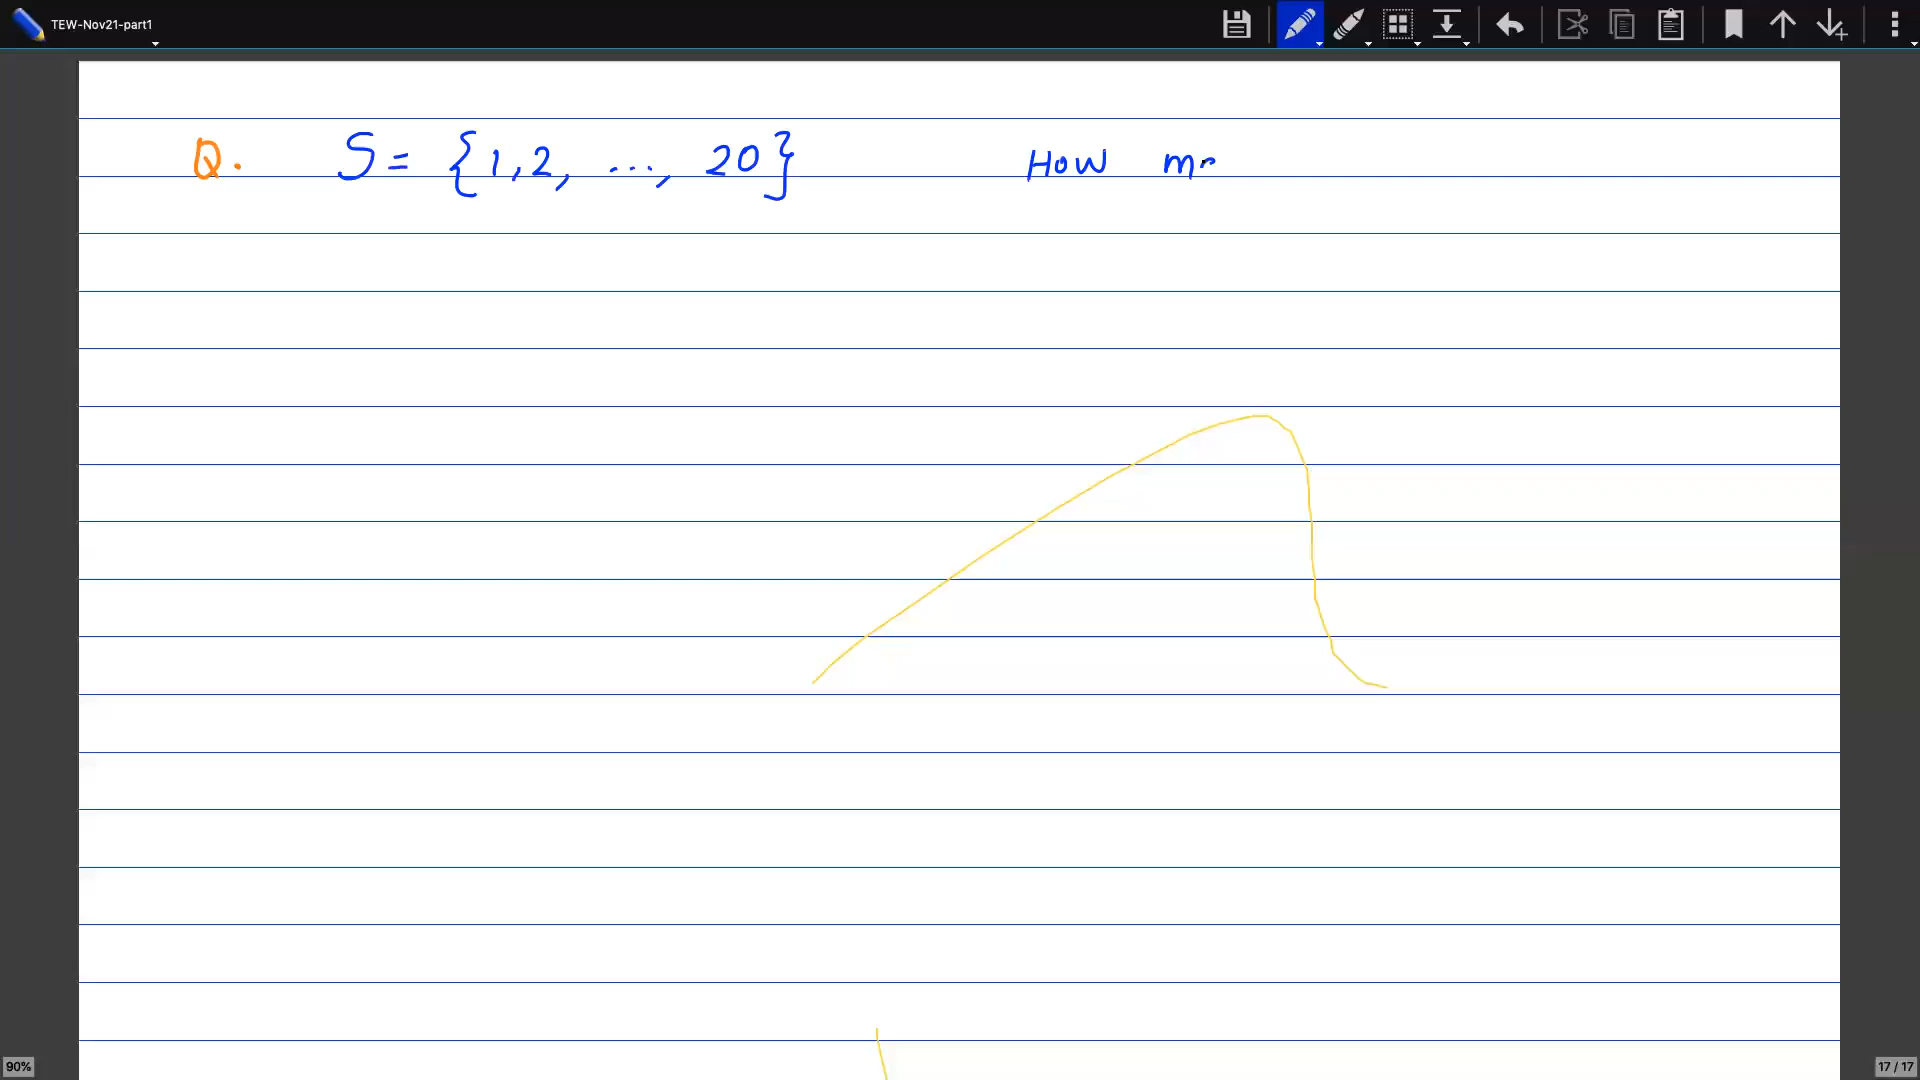 TEW-Nov21-part1
Q. S = {1,2, ..., 20} How m
90%
17 / 17